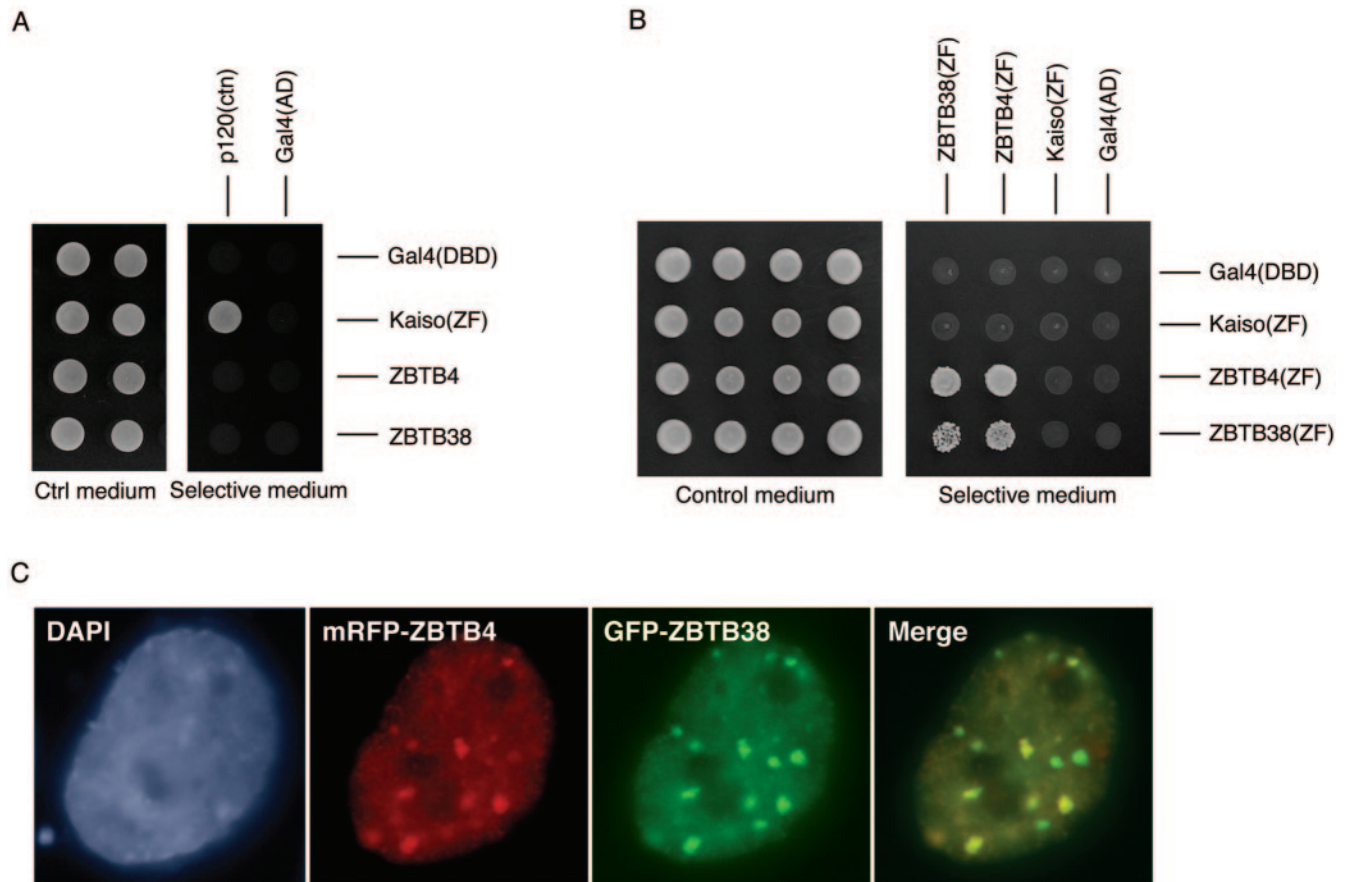 A
p120(ctn)
Gal4(AD)
Gal4(DBD)
Kaiso(ZF)
ZBTB4
ZBTB38
Ctrl medium
Selective medium
B
ZBTB38(ZF)
ZBTB4(ZF)
Kaiso(ZF)
Gal4(AD)
Gal4(DBD)
Kaiso(ZF)
ZBTB4(ZF)
ZBTB38(ZF)
Control medium
Selective medium
C
DAPI
mRFP-ZBTB4
GFP-ZBTB38
Merge